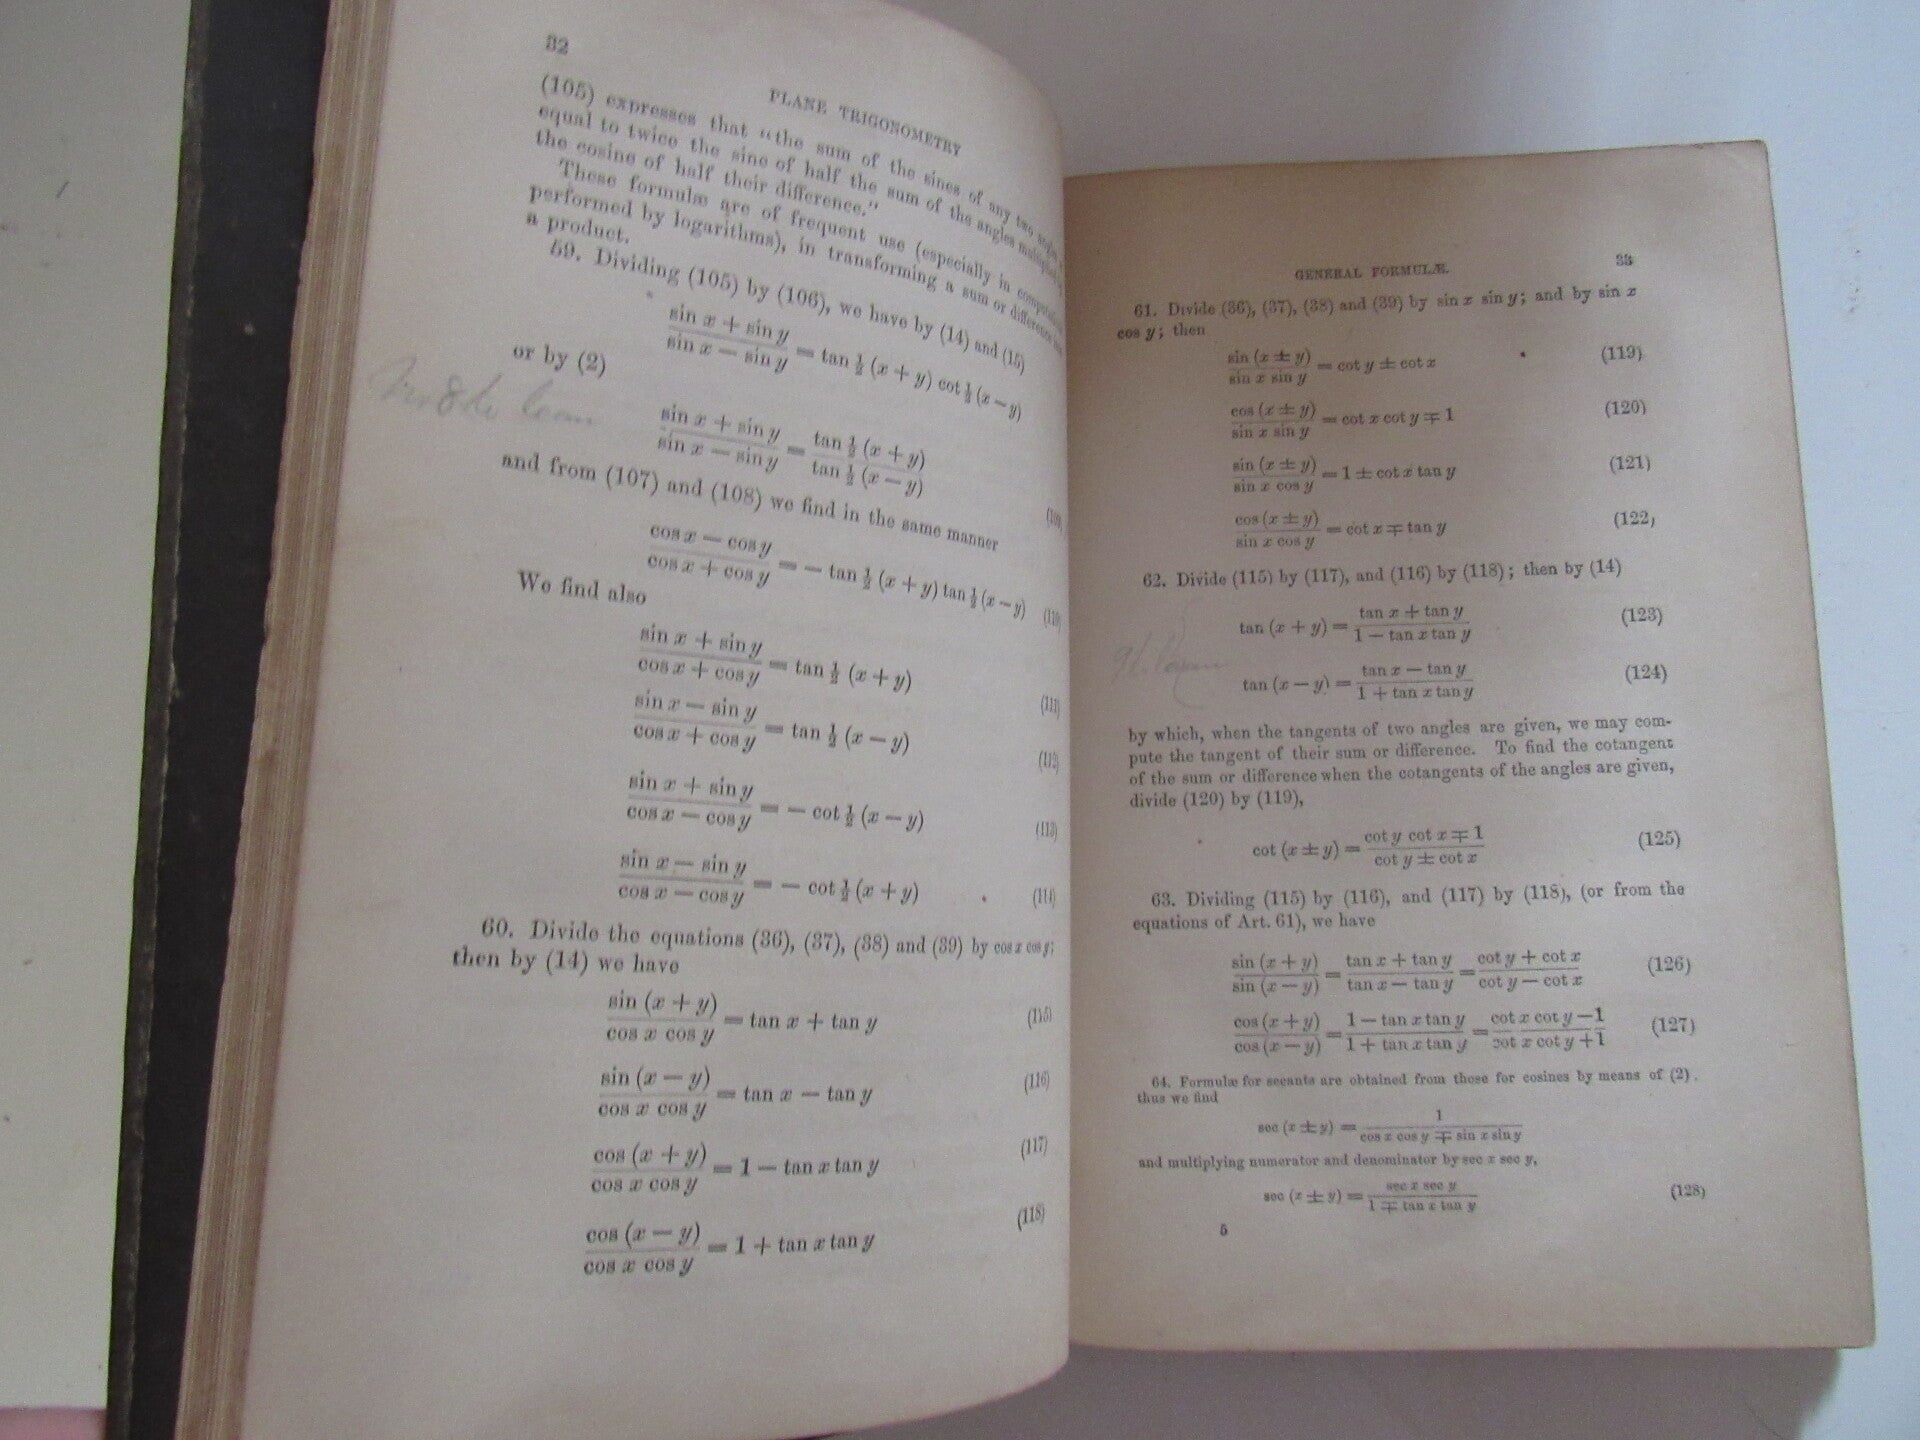 32
PLANE TRIGONOMETRY
(105) expresses that "the sum of the sines of any two
equal to twice the sine of half the sum of the angles multiplied
the cosine of half their difference."
These formulæ are of frequent use (especially in
performed by logarithms), in transforming a sum or difference
a product.
59. Dividing (105) by (106), we have by (14) and (15)
sin x + sin y / sin x — sin y = tan ½ (x + y) cot ½ (x — y)
or by (2)
sin x + sin y / sin x — sin y = tan ½ (x + y) / tan ½ (x — y)
(109)
and from (107) and (108) we find in the same manner
cos x — cos y / cos x + cos y = — tan ½ (x + y) tan ½ (x — y) (110)
We find also
sin x + sin y / cos x + cos y = tan ½ (x + y) (111)
sin x — sin y / cos x + cos y = tan ½ (x — y) (112)
sin x + sin y / cos x — cos y = — cot ½ (x — y) (113)
sin x — sin y / cos x — cos y = — cot ½ (x + y) (114)
60. Divide the equations (36), (37), (38) and (39) by cos x cos y;
then by (14) we have
sin (x + y) / cos x cos y = tan x + tan y (115)
sin (x — y) / cos x cos y = tan x — tan y (116)
cos (x + y) / cos x cos y = 1 — tan x tan y (117)
cos (x — y) / cos x cos y = 1 + tan x tan y (118)
GENERAL FORMULÆ. 33
61. Divide (36), (37), (38) and (39) by sin x sin y; and by sin x
cos y; then
sin (x ± y) / sin x sin y = cot y ± cot x (119)
cos (x ± y) / sin x sin y = cot x cot y ∓ 1 (120)
sin (x ± y) / sin x cos y = 1 ± cot x tan y (121)
cos (x ± y) / sin x cos y = cot x ∓ tan y (122)
62. Divide (115) by (117), and (116) by (118); then by (14)
tan (x + y) = tan x + tan y / 1 — tan x tan y (123)
tan (x — y) = tan x — tan y / 1 + tan x tan y (124)
by which, when the tangents of two angles are given, we may com-
pute the tangent of their sum or difference. To find the cotangent
of the sum or difference when the cotangents of the angles are given,
divide (120) by (119),
cot (x ± y) = cot y cot x ∓ 1 / cot y ± cot x (125)
63. Dividing (115) by (116), and (117) by (118), (or from the
equations of Art. 61), we have
sin (x + y) / sin (x — y) = tan x + tan y / tan x — tan y = cot y + cot x / cot y — cot x (126)
cos (x + y) / cos (x — y) = 1 — tan x tan y / 1 + tan x tan y = cot x cot y — 1 / cot x cot y + 1 (127)
64. Formulæ for secants are obtained from those for cosines by means of (2).
thus we find
sec (x ± y) = 1 / cos x cos y ∓ sin x sin y
and multiplying numerator and denominator by sec x sec y,
sec (x ± y) = sec x sec y / 1 ∓ tan x tan y (128)
5